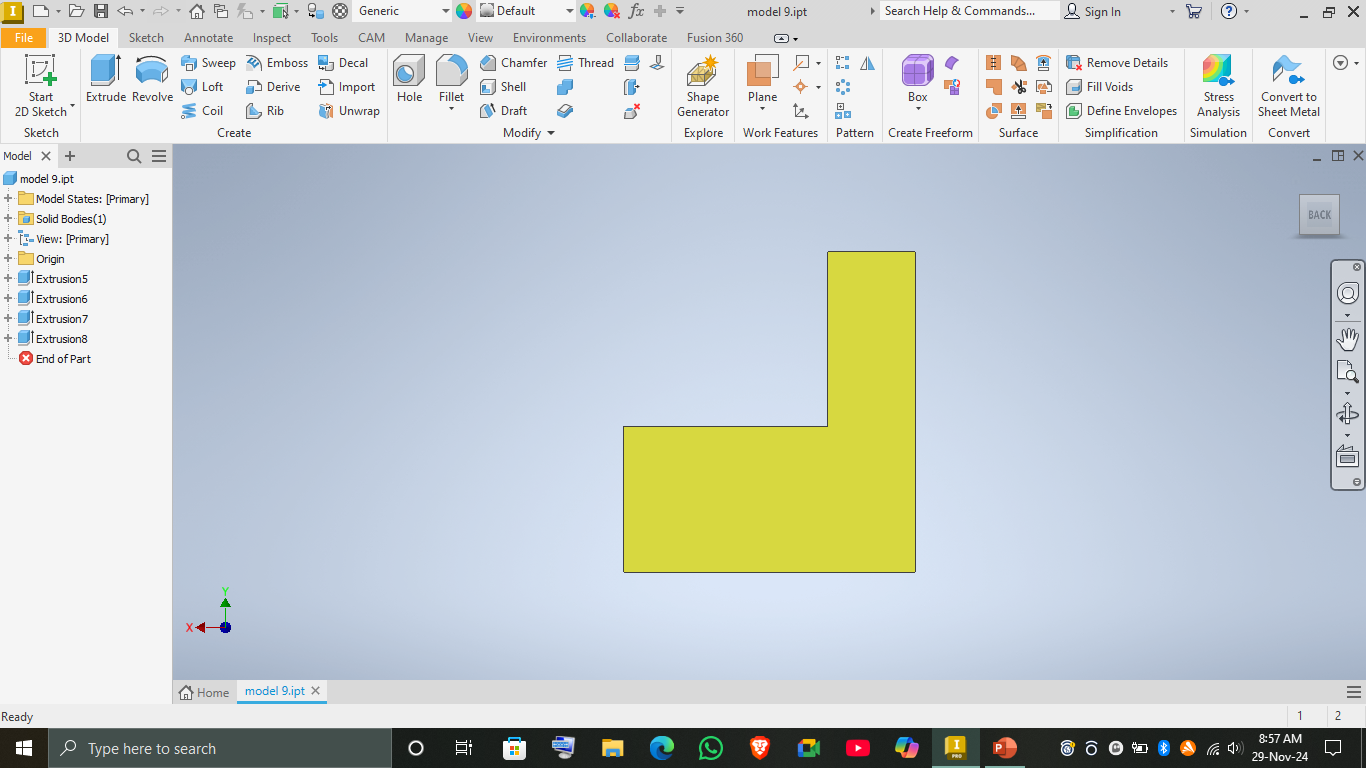 Generic
Default
fx
model 9.ipt
Search Help & Commands...
Sign In
File
3D Model
Sketch
Annotate
Inspect
Tools
CAM
Manage
View
Environments
Collaborate
Fusion 360
Start
2D Sketch
Extrude
Revolve
Sweep
Loft
Coil
Emboss
Derive
Rib
Decal
Import
Unwrap
Hole
Fillet
Chamfer
Shell
Draft
Thread
Shape
Generator
Plane
Box
Remove Details
Fill Voids
Define Envelopes
Stress
Analysis
Convert to
Sheet Metal
Sketch
Create
Modify
Explore
Work Features
Pattern
Create Freeform
Surface
Simplification
Simulation
Convert
Model
model 9.ipt
Model States: [Primary]
Solid Bodies(1)
View: [Primary]
Origin
Extrusion5
Extrusion6
Extrusion7
Extrusion8
End of Part
BACK
Y
X
Home
model 9.ipt
Ready
1
2
Type here to search
8:57 AM
29-Nov-24